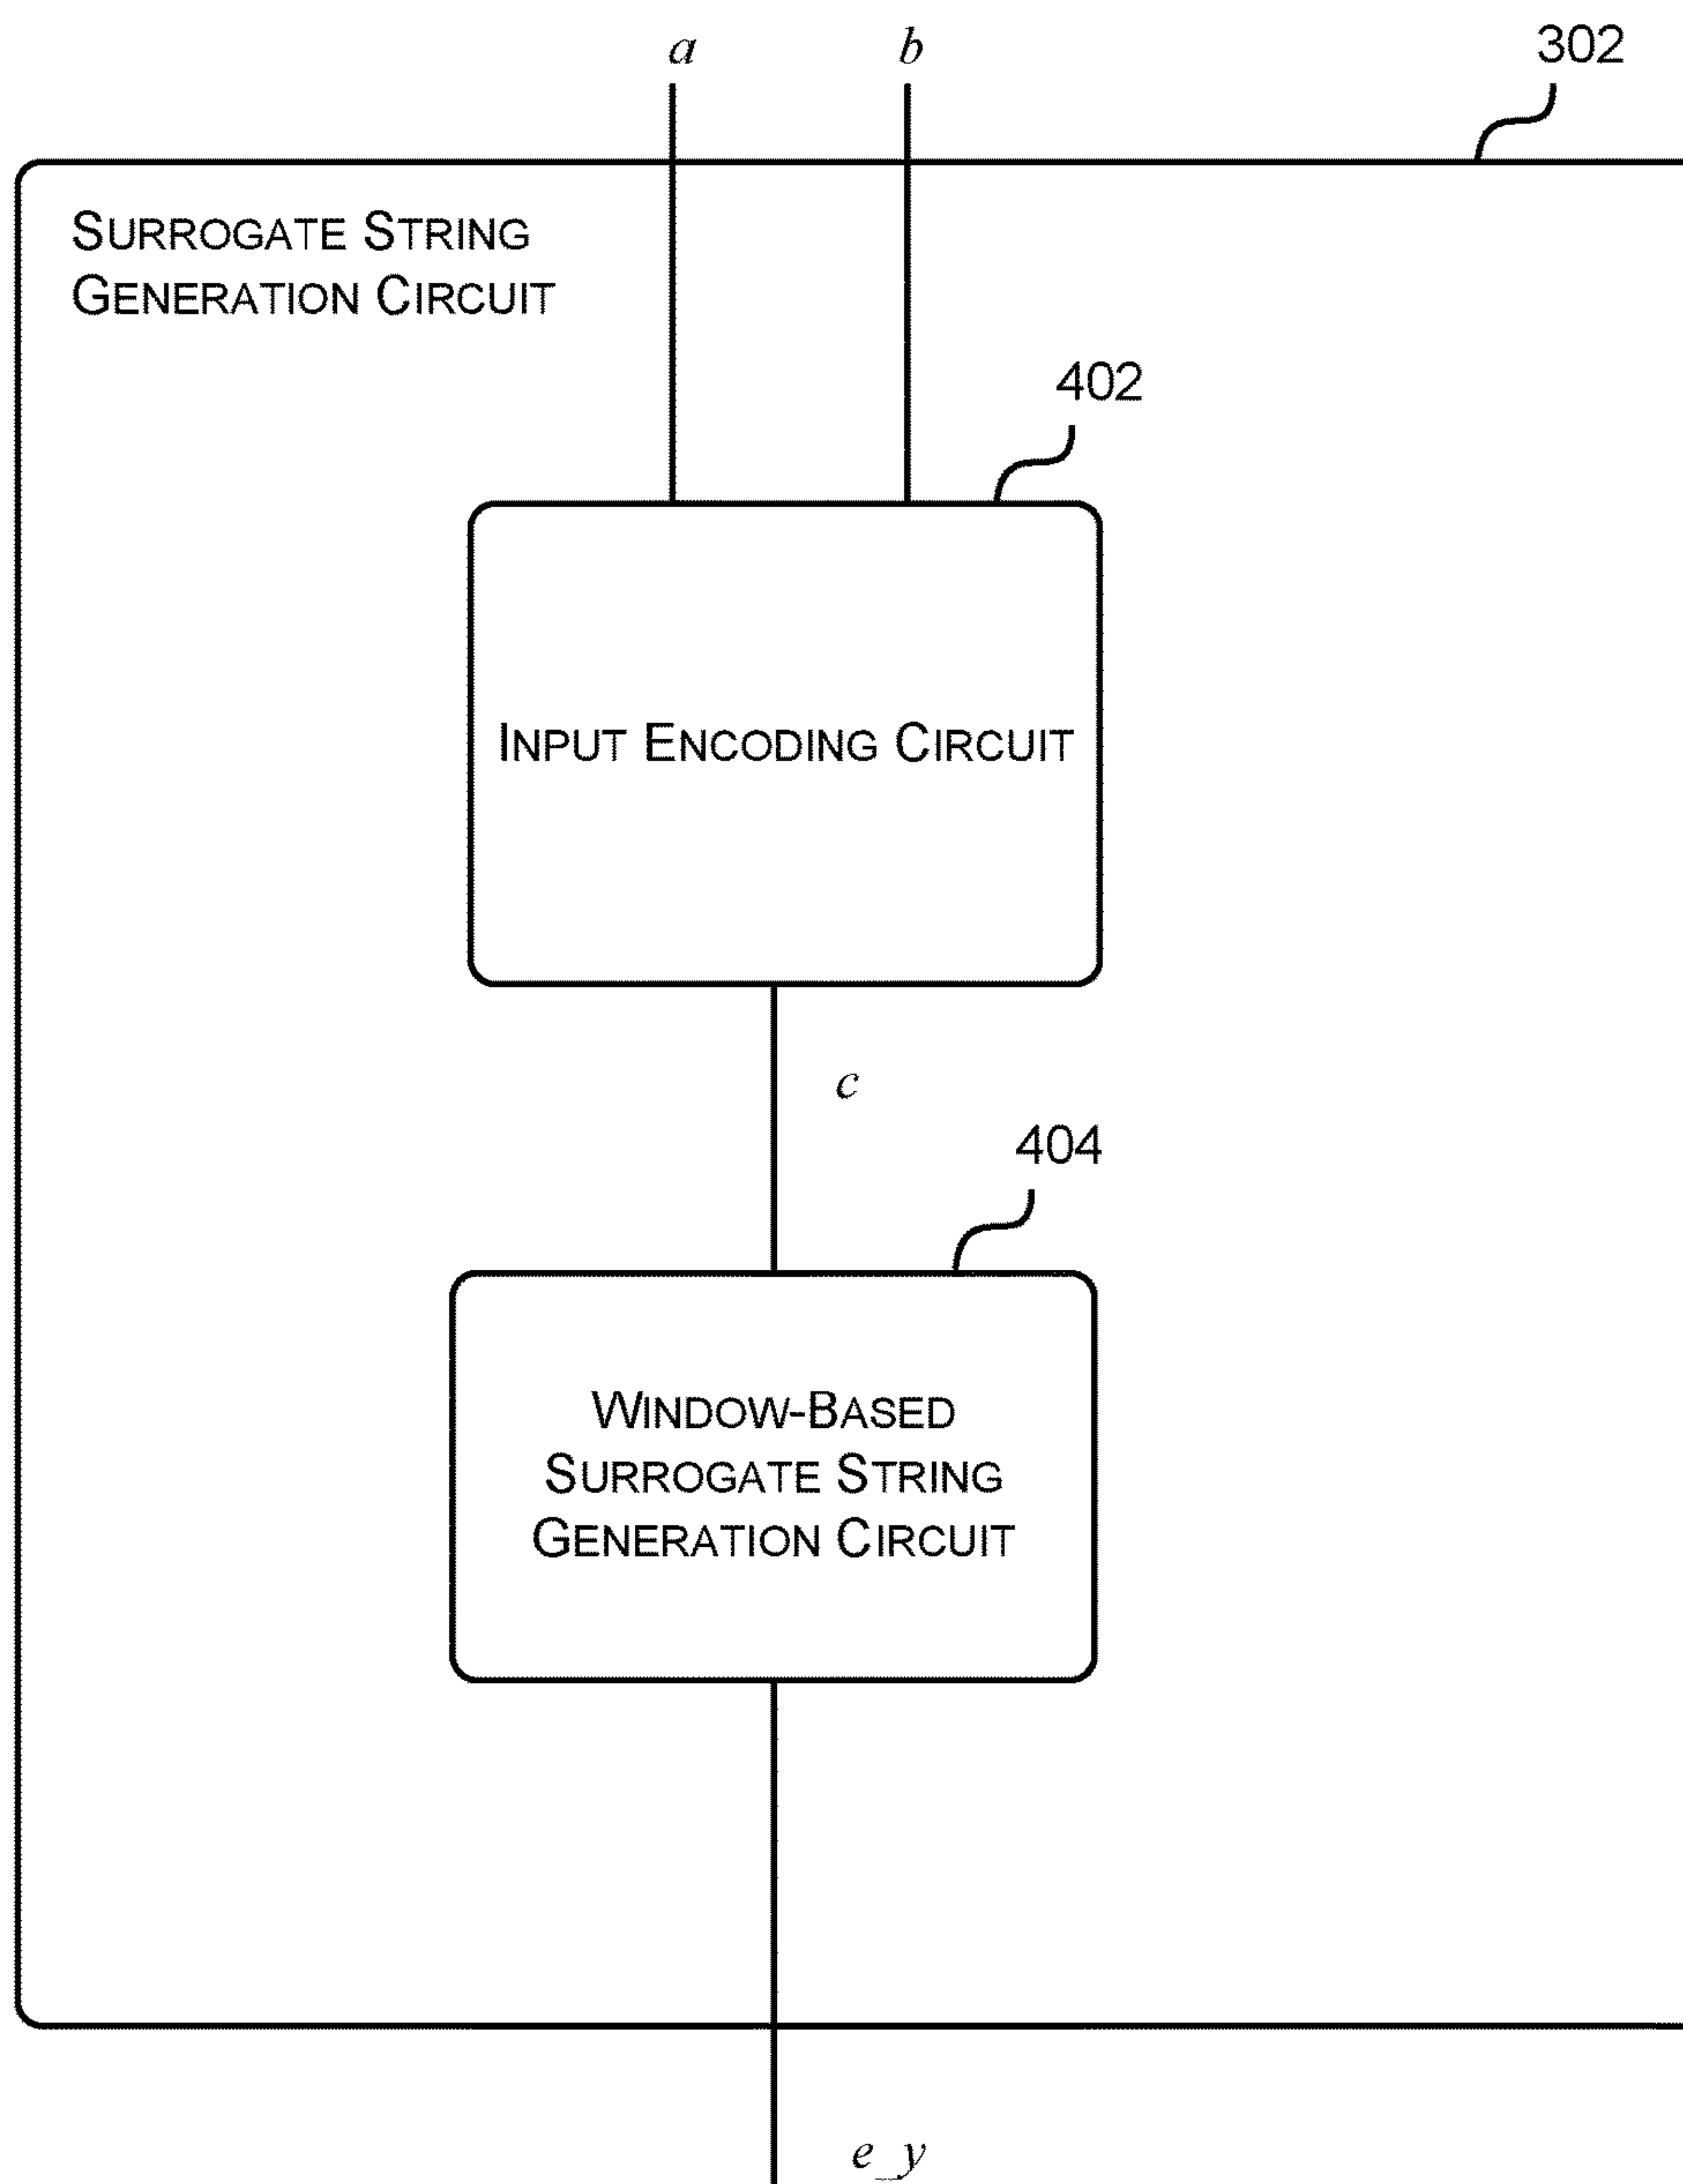 a
b
302
SURROGATE STRING
GENERATION CIRCUIT
402
INPUT ENCODING CIRCUIT
c
404
WINDOW-BASED
SURROGATE STRING
GENERATION CIRCUIT
e_y